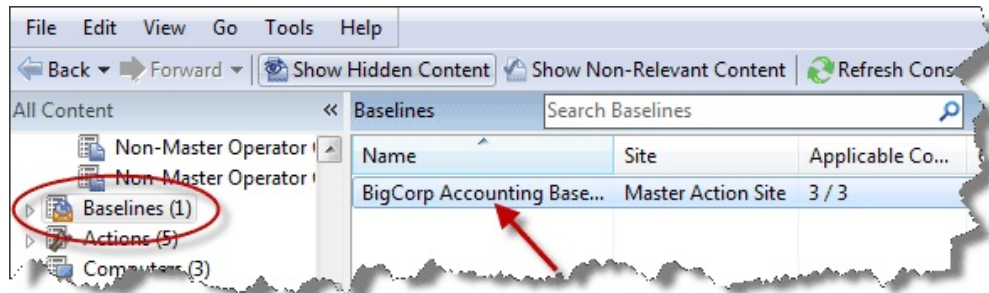 File Edit View Go Tools Help
Back Forward Show Hidden Content Show Non-Relevant Content Refresh Cons
All Content « Baselines Search Baselines
Non-Master Operator
Non-Master Operator
Baselines (1)
Actions (5)
Computers (3)
Name Site Applicable Co...
BigCorp Accounting Base... Master Action Site 3 / 3